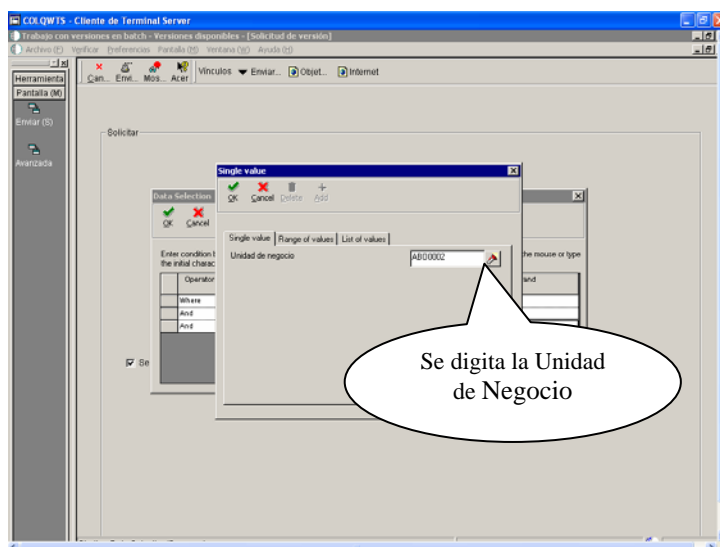 COLQWTS - Cliente de Terminal Server
Trabajo con versiones en batch - Versiones disponibles - [Solicitud de versión]
Archivo (F) Verificar Preferencias Pantalla (M) Ventana (W) Ayuda (H)
Herramienta
Pantalla (M)
Enviar (S)
Avanzada
Can... Envi... Mos... Acer Vínculos Enviar... Objet... Internet
Solicitar
Data Selection
OK Cancel
Enter condition
the initial charac
the mouse or type
Operator
Where
And
And
Se
Single value
OK Cancel Delete Add
Single value Range of values List of values
Unidad de negocio ABO0002
Se digita la Unidad
de Negocio